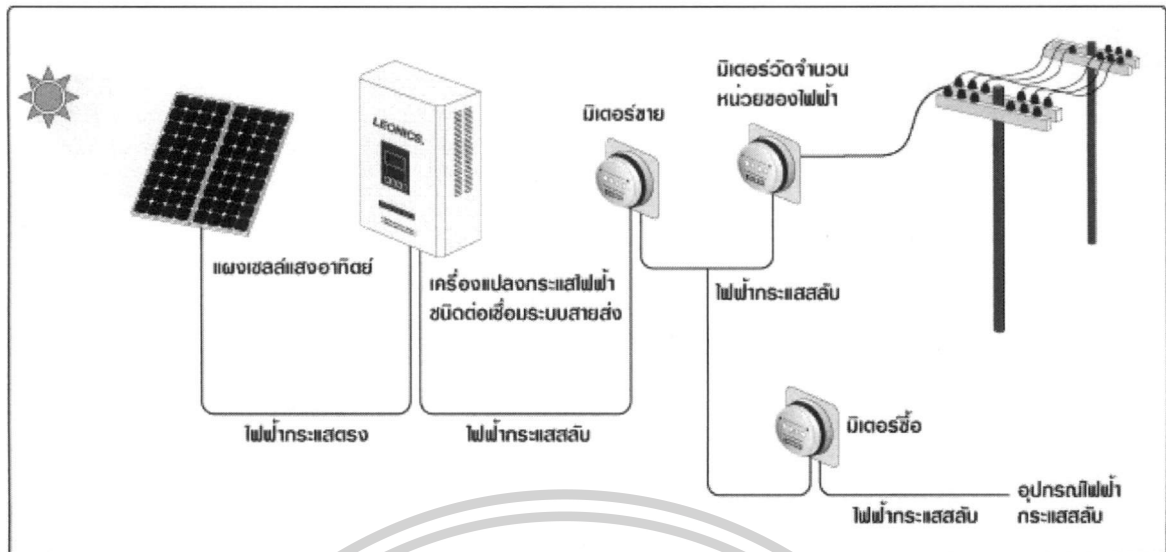 มิเตอร์วัดจำนวน
หน่วยของไฟฟ้า
มิเตอร์ขาย
LEONICS.
แผงเซลล์แสงอาทิตย์
เครื่องแปลงกระแสไฟฟ้า
ชนิดต่อเชื่อมระบบสายส่ง
ไฟฟ้ากระแสสลับ
ไฟฟ้ากระแสตรง
ไฟฟ้ากระแสสลับ
มิเตอร์ซื้อ
ไฟฟ้ากระแสสลับ
อุปกรณ์ไฟฟ้า
กระแสสลับ